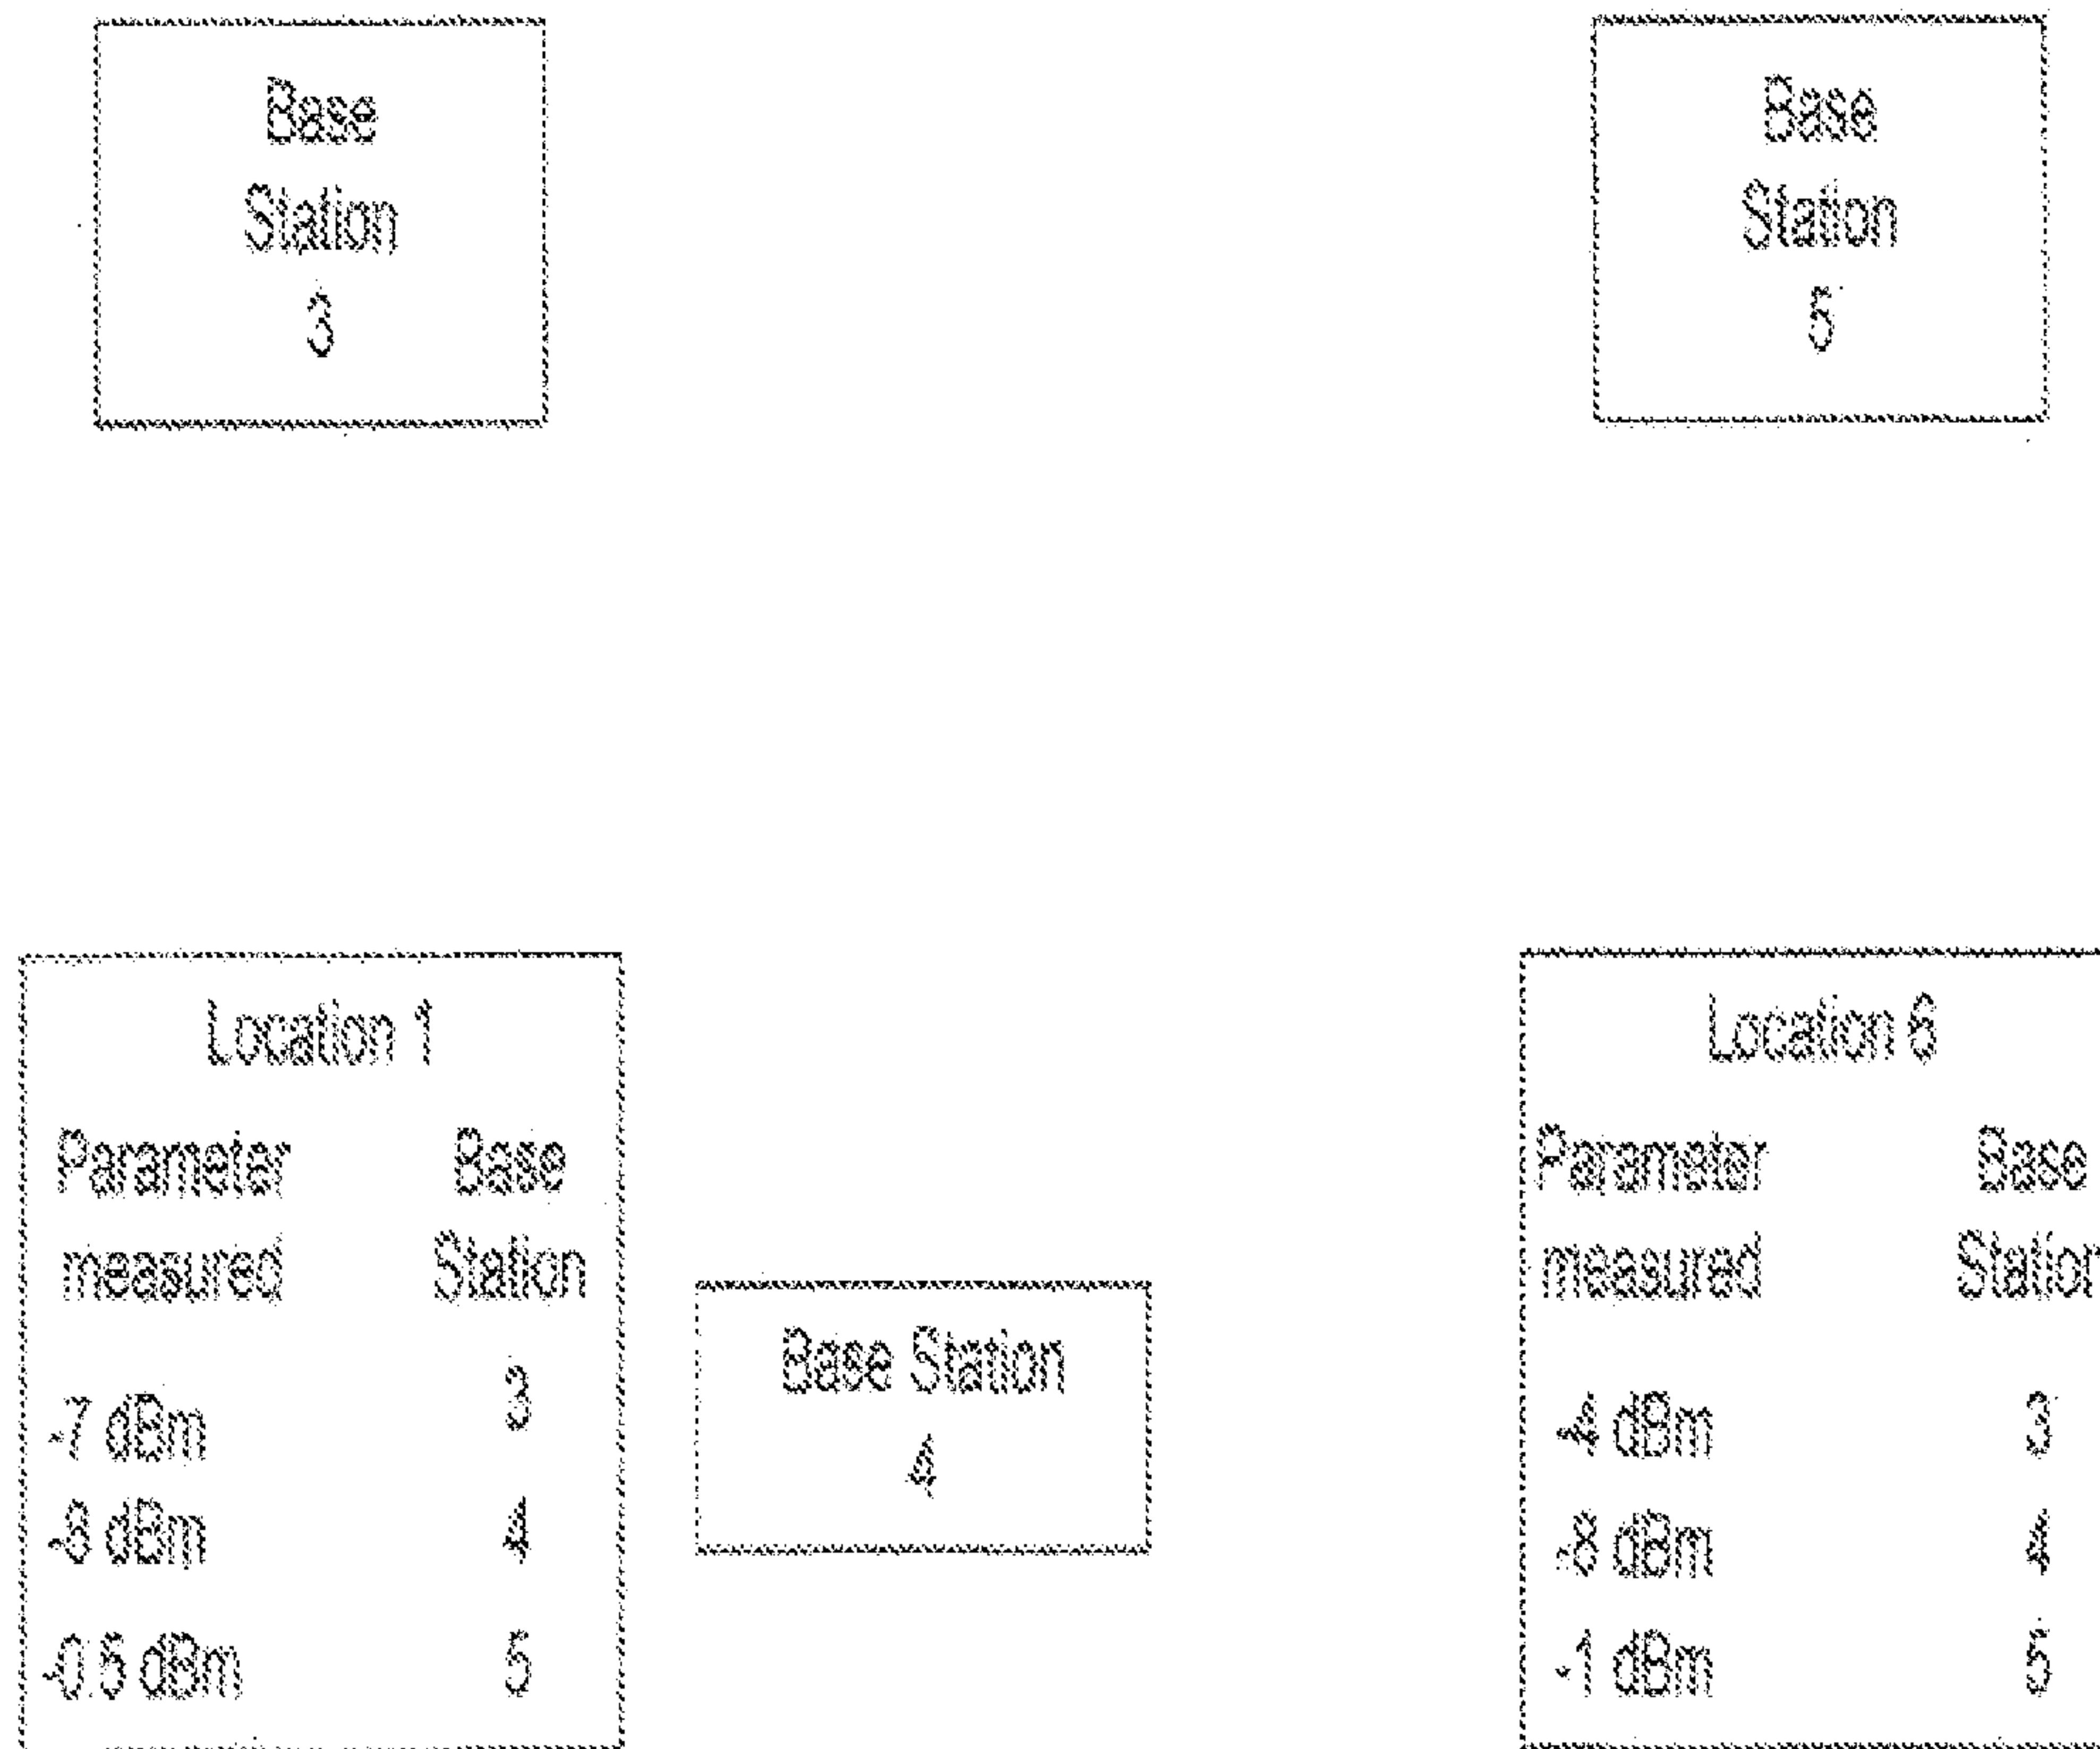 Base
Station
3
Base
Station
5
Location 1
Parameter Base
measured Station
-7 dBm 3
-8 dBm 4
-0.5 dBm 5
Base Station
4
Location 6
Parameter Base
measured Station
-4 dBm 3
-8 dBm 4
-1 dBm 5